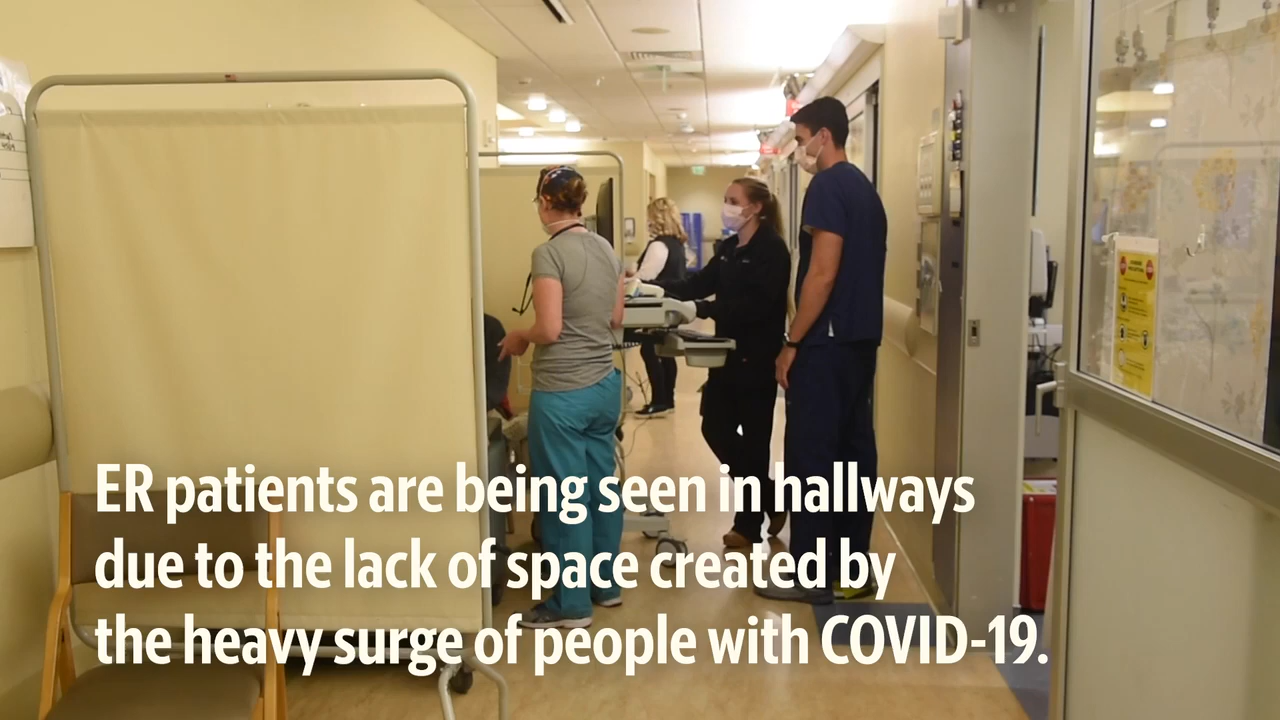 ER patients are being seen in hallways
due to the lack of space created by
the heavy surge of people with COVID-19.